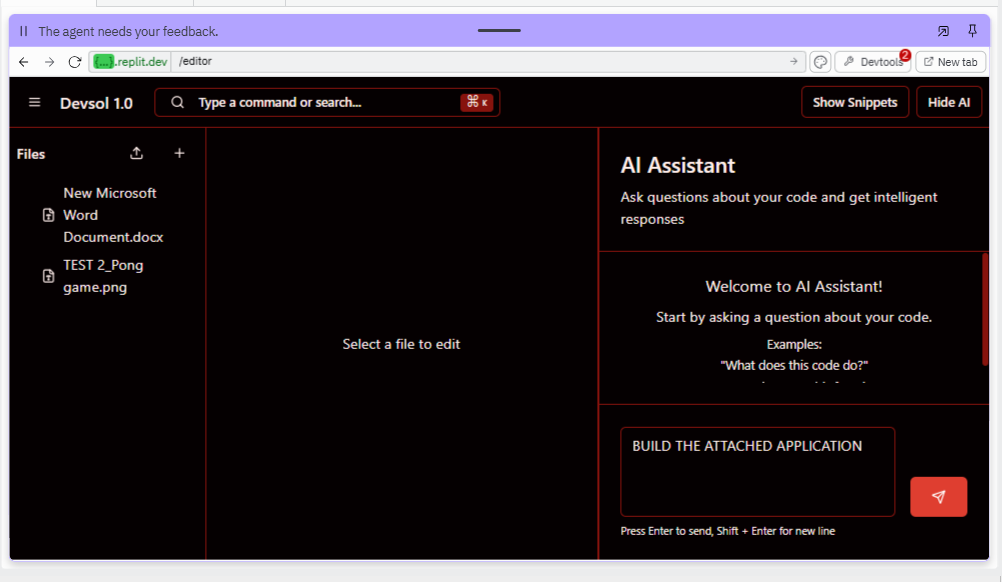 The agent needs your feedback.
{...}.replit.dev /editor
Devtools 2
New tab
Devsol 1.0
Type a command or search...
⌘ K
Show Snippets
Hide AI
Files
New Microsoft
Word
Document.docx
TEST 2_Pong
game.png
Select a file to edit
AI Assistant
Ask questions about your code and get intelligent
responses
Welcome to AI Assistant!
Start by asking a question about your code.
Examples:
"What does this code do?"
BUILD THE ATTACHED APPLICATION
Press Enter to send, Shift + Enter for new line